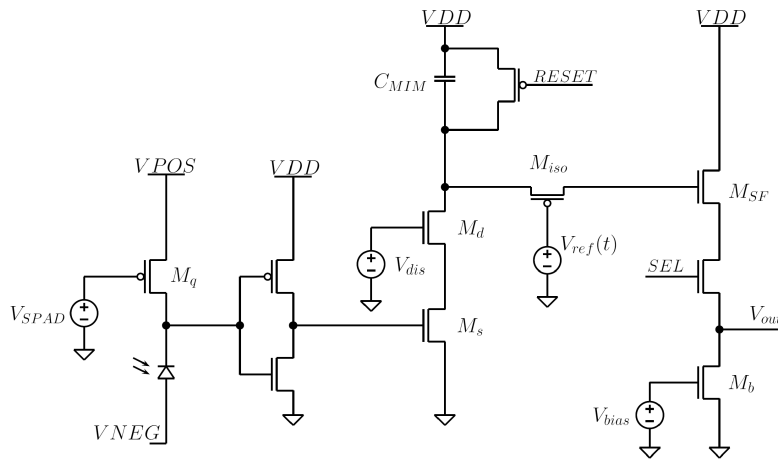 VDD
VDD
C_MIM
RESET
M_iso
VPOS
VDD
M_SF
M_d
V_ref(t)
M_q
V_dis
SEL
V_SPAD
M_s
V_out
M_b
V_bias
VNEG